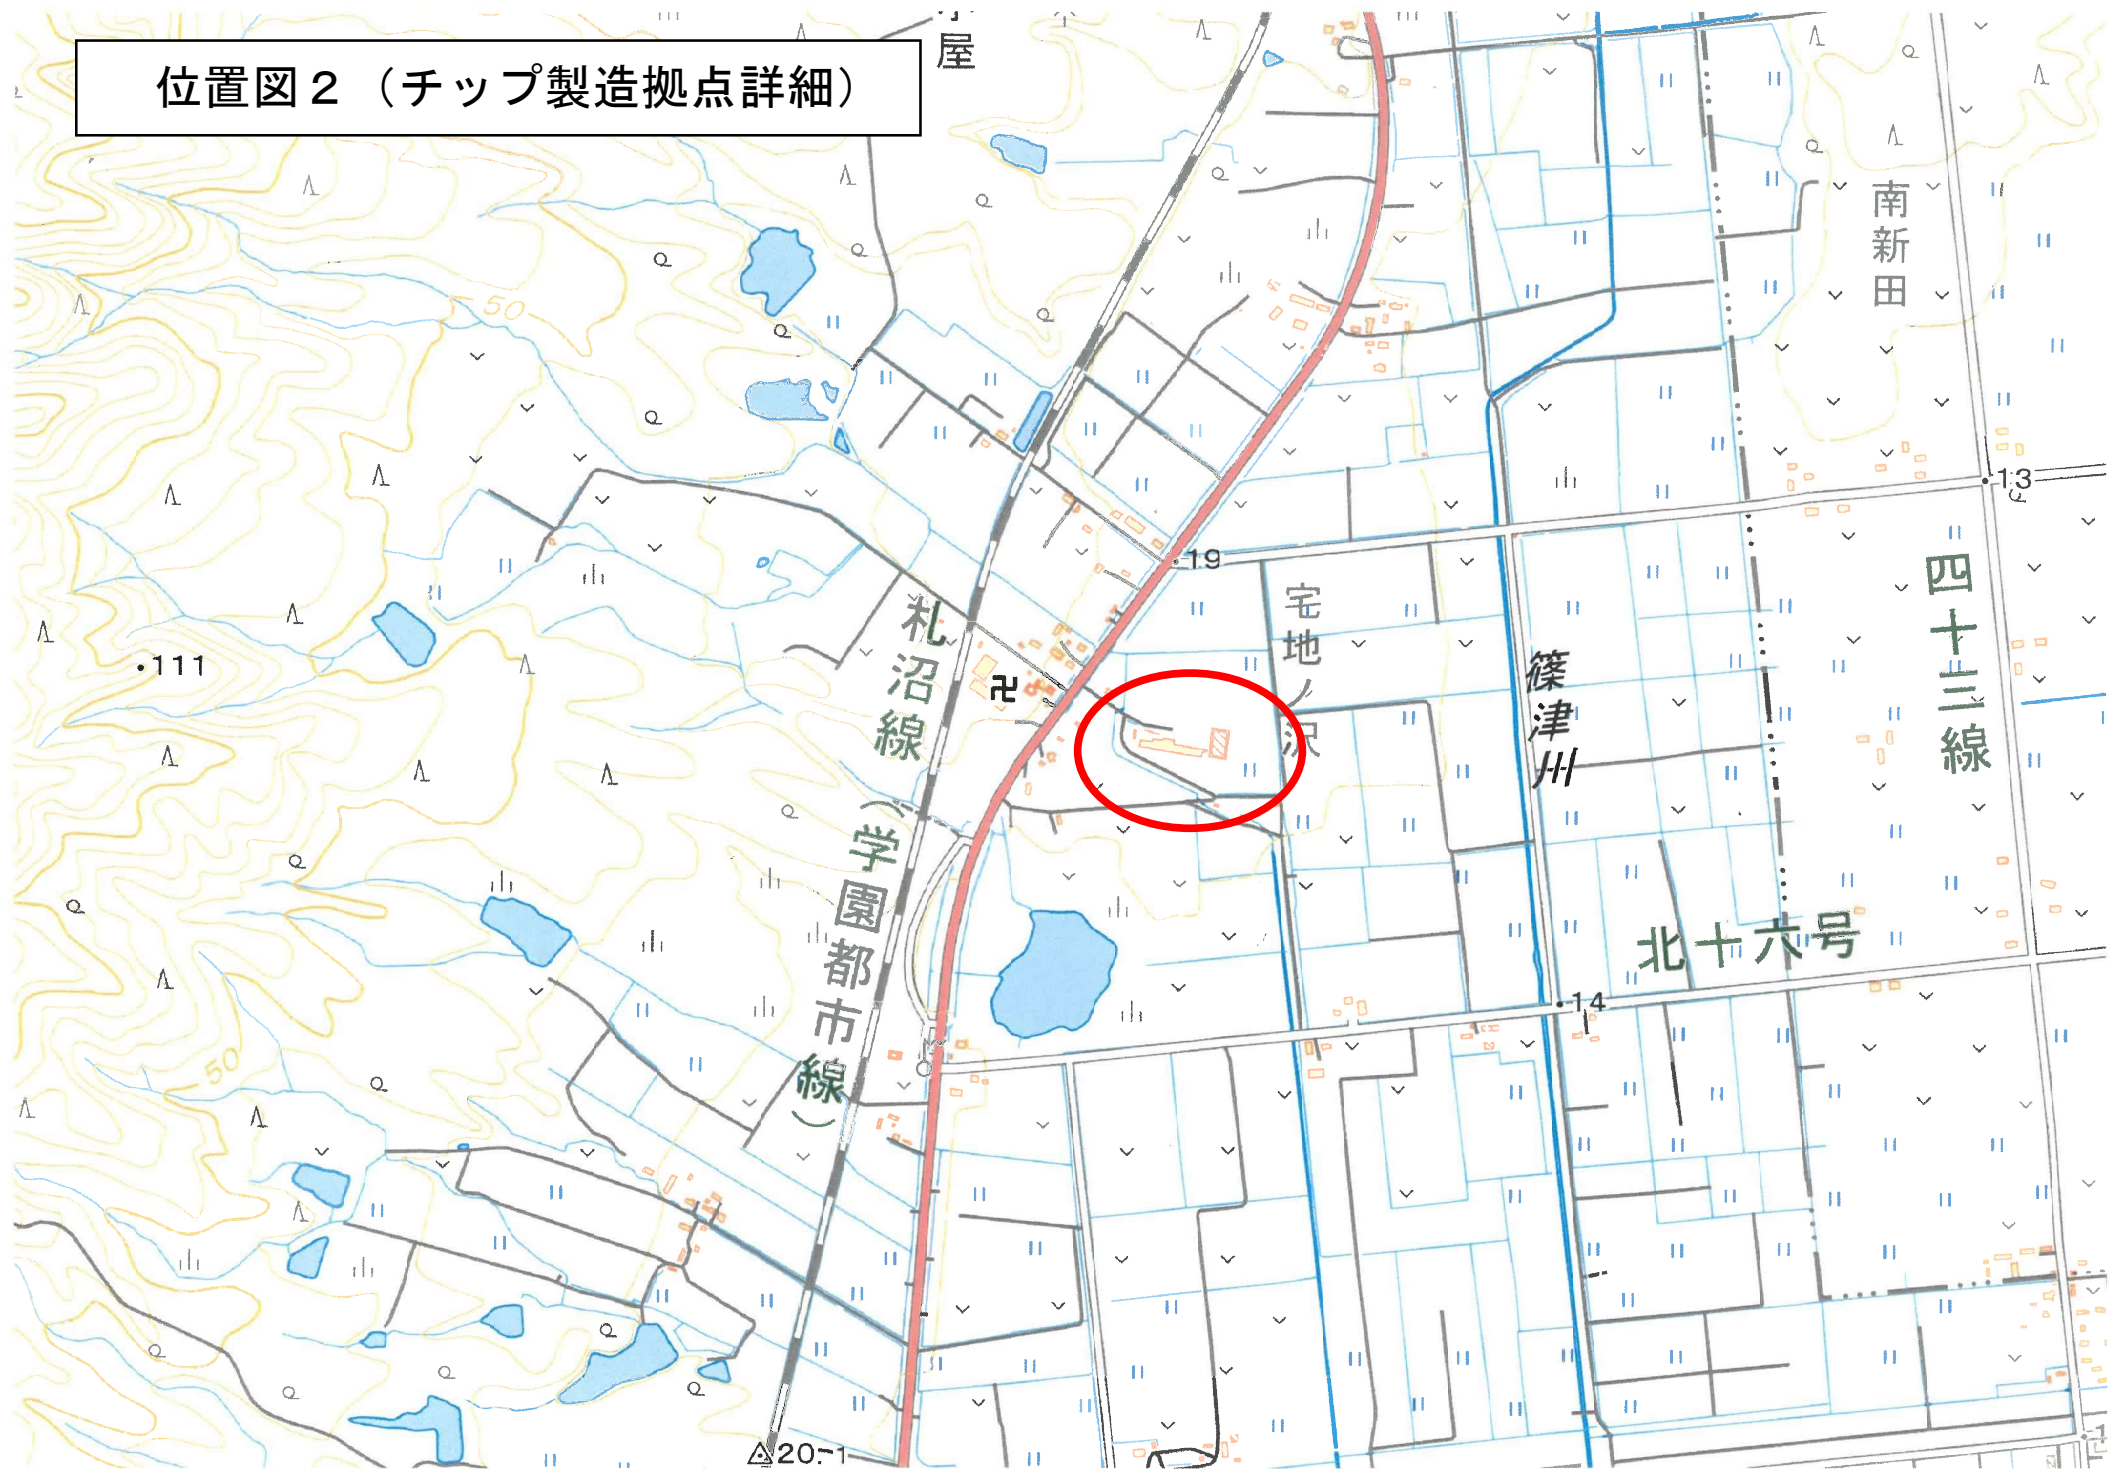 位置図２（チップ製造拠点詳細）
屋
南新田
50
13
19
宅地ノ沢
四十三線
札沼線（学園都市線）
篠津川
111
北十六号
14
50
20.1